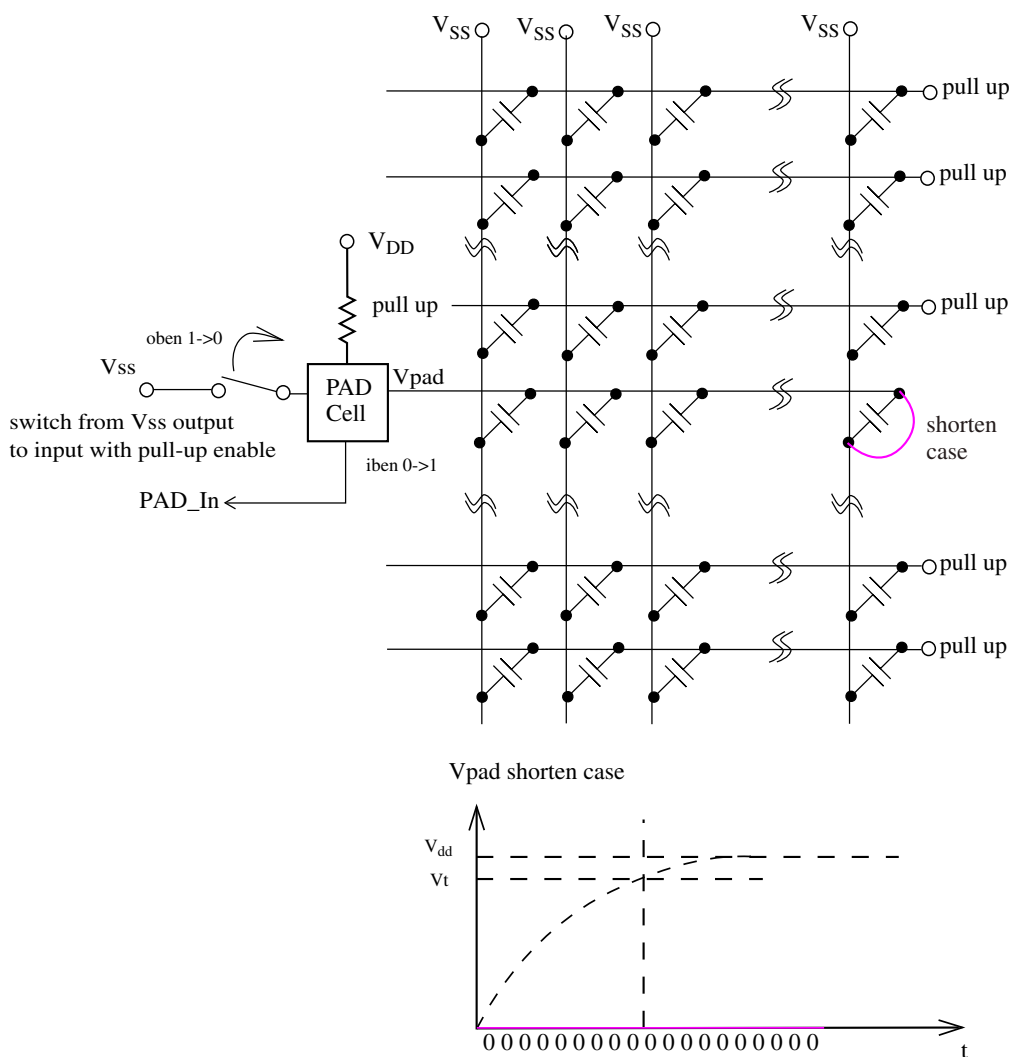 VSS VSS VSS VSS
pull up
pull up
VDD
pull up
pull up
oben 1->0
Vss
PAD
Cell
Vpad
switch from Vss output
to input with pull-up enable
shorten
case
iben 0->1
PAD_In
pull up
pull up
Vpad shorten case
Vdd
Vt
0 0 0 0 0 0 0 0 0 0 0 0 0 0 0 0 0 0 0
t